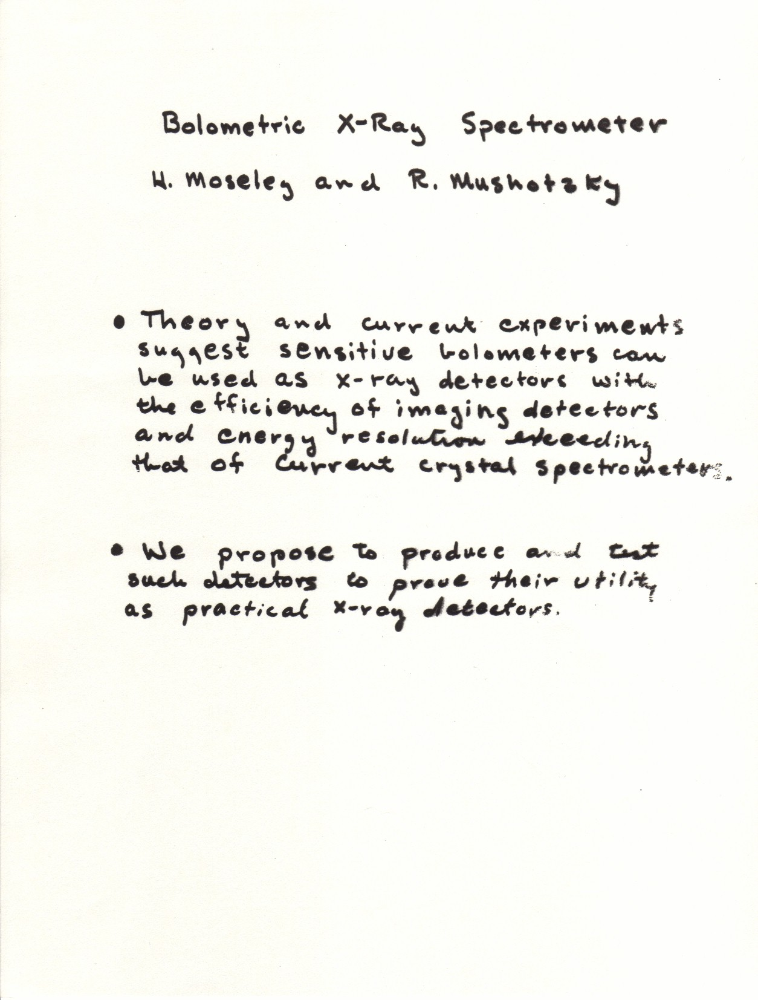 Bolometric X-Ray Spectrometer
H. Moseley and R. Mushotzky
• Theory and current experiments
suggest sensitive bolometers can
be used as x-ray detectors with
the efficiency of imaging detectors
and energy resolution exceeding
that of current crystal spectrometers.
• We propose to produce and test
such detectors to prove their utility
as practical x-ray detectors.